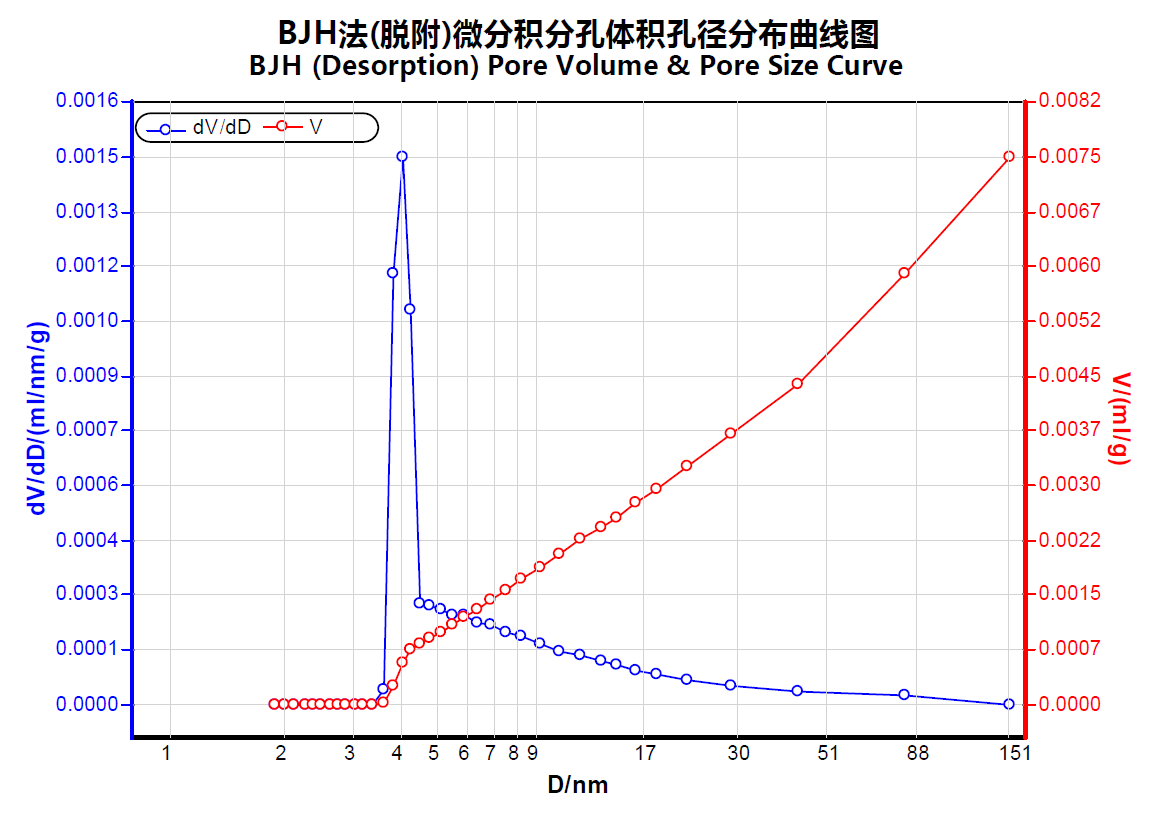 BJH法(脱附)微分积分孔体积孔径分布曲线图
BJH (Desorption) Pore Volume & Pore Size Curve
dV/dD V
0.0016 0.0082
0.0015 0.0075
0.0013 0.0067
0.0012 0.0060
0.0010 0.0052
0.0009 0.0045
0.0007 0.0037
0.0006 0.0030
0.0004 0.0022
0.0003 0.0015
0.0001 0.0007
0.0000 0.0000
dV/dD/(ml/nm/g)
V/(ml/g)
1 2 3 4 5 6 7 8 9 17 30 51 88 151
D/nm